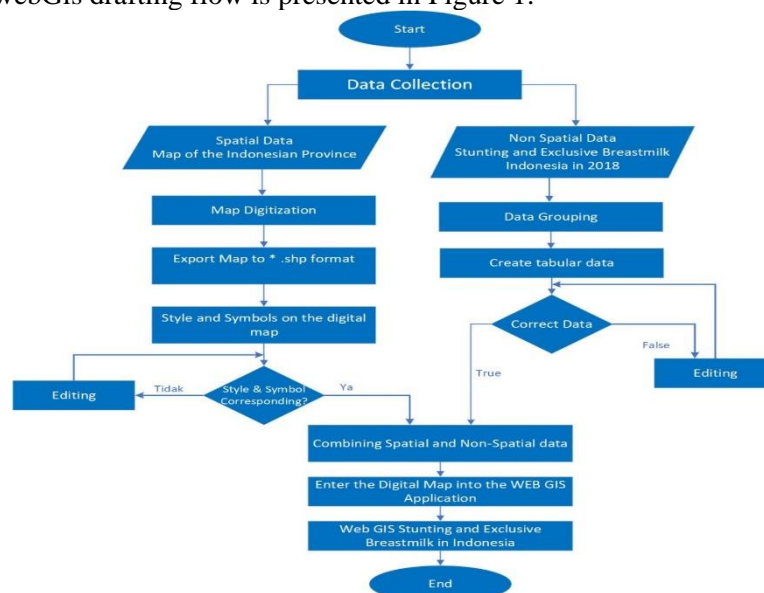 webGis drafting flow is presented in Figure 1.
Start
Data Collection
Spatial Data
Map of the Indonesian Province
Non Spatial Data
Stunting and Exclusive Breastmilk
Indonesia in 2018
Map Digitization
Data Grouping
Export Map to * .shp format
Create tabular data
Style and Symbols on the digital
map
Correct Data
False
True
Editing
Style & Symbol
Corresponding?
Tidak
Ya
Editing
Combining Spatial and Non-Spatial data
Enter the Digital Map into the WEB GIS
Application
Web GIS Stunting and Exclusive
Breastmilk in Indonesia
End